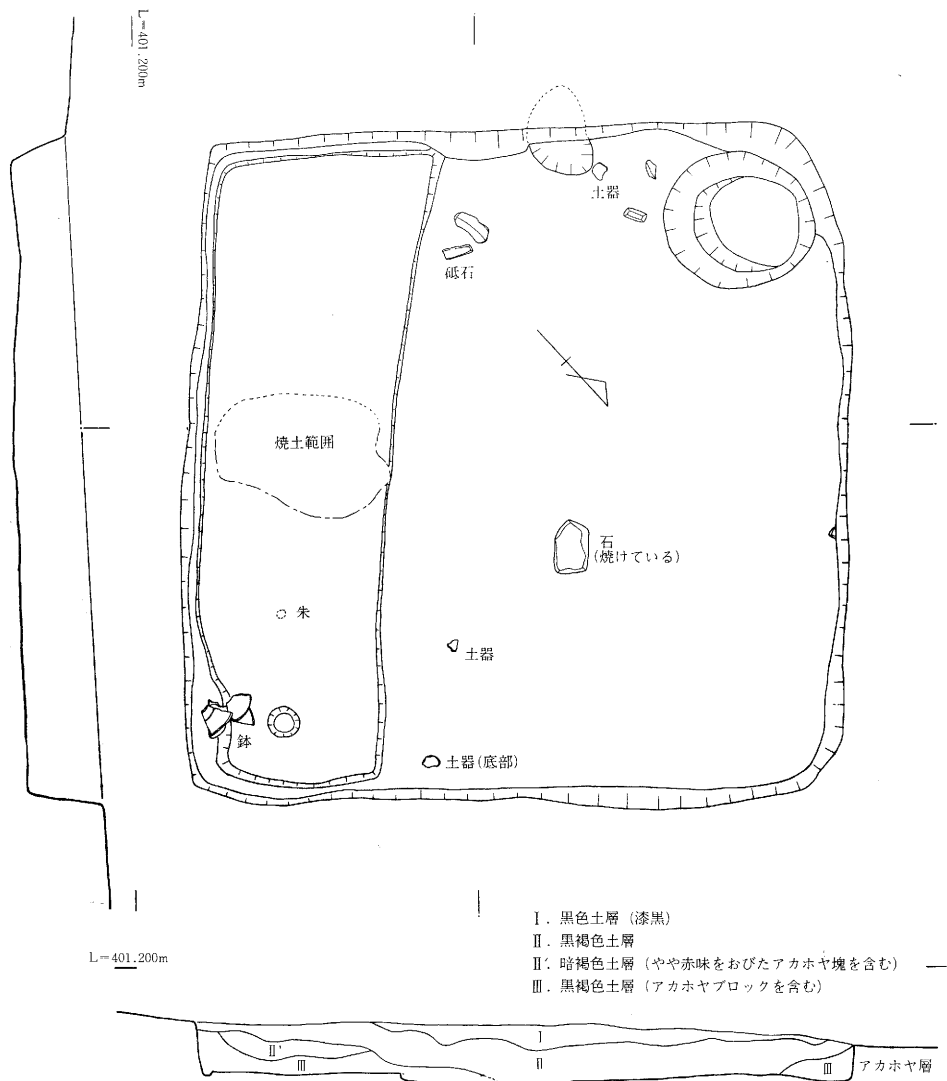 L=401.200m
土器
砥石
焼土範囲
石
(焼けている)
朱
土器
鉢
土器(底部)
Ⅰ. 黒色土層(漆黒)
Ⅱ. 黒褐色土層
Ⅱ'. 暗褐色土層(やや赤味をおびたアカホヤ塊を含む)
Ⅲ. 黒褐色土層(アカホヤブロックを含む)
L=401.200m
Ⅰ
Ⅱ'
Ⅱ
Ⅲ
Ⅲ
アカホヤ層